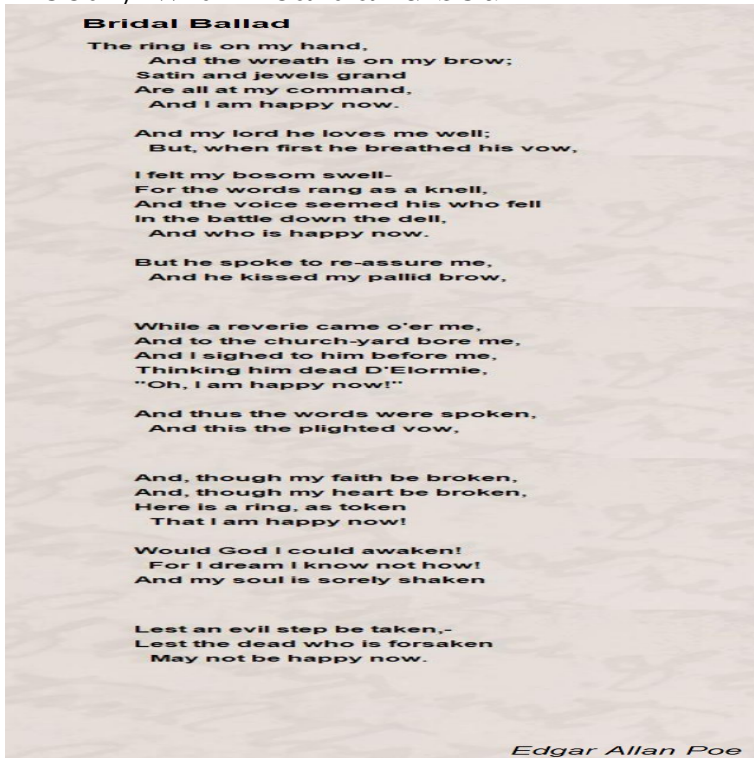 Bridal Ballad
The ring is on my hand,
And the wreath is on my brow;
Satin and jewels grand
Are all at my command,
And I am happy now.
And my lord he loves me well;
But, when first he breathed his vow,
I felt my bosom swell-
For the words rang as a knell,
And the voice seemed his who fell
In the battle down the dell,
And who is happy now.
But he spoke to re-assure me,
And he kissed my pallid brow,
While a reverie came o'er me,
And to the church-yard bore me,
And I sighed to him before me,
Thinking him dead D'Elormie,
"Oh, I am happy now!"
And thus the words were spoken,
And this the plighted vow,
And, though my faith be broken,
And, though my heart be broken,
Here is a ring, as token
That I am happy now!
Would God I could awaken!
For I dream I know not how!
And my soul is sorely shaken
Lest an evil step be taken,-
Lest the dead who is forsaken
May not be happy now.
Edgar Allan Poe